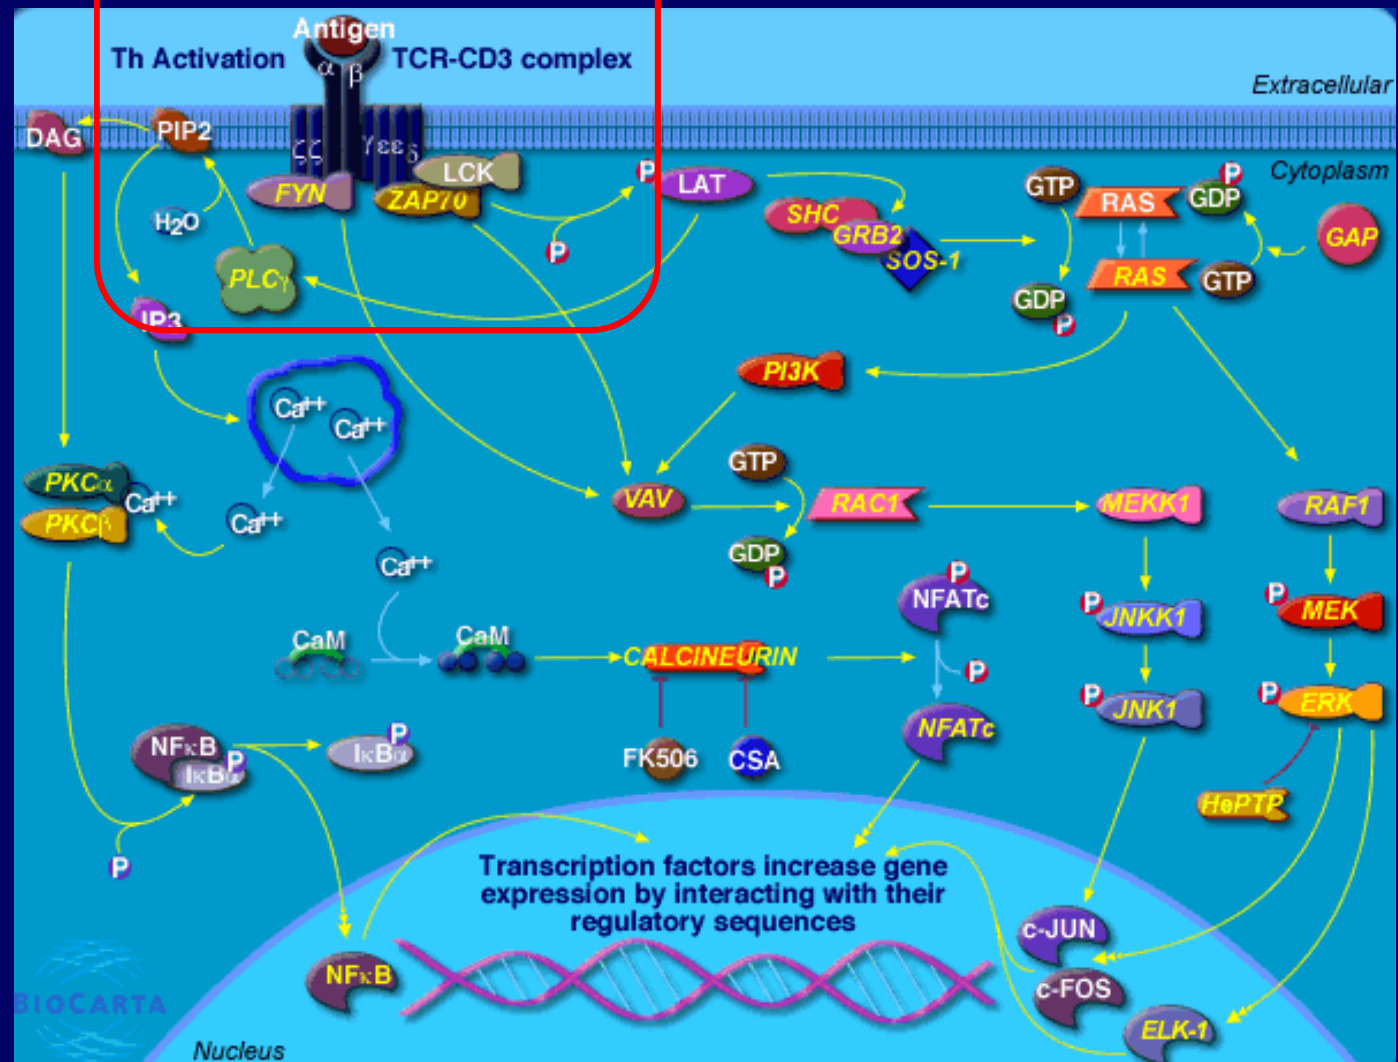 Antigen
Th Activation
TCR-CD3 complex
α β
Extracellular
DAG
PIP2
ζζ
γεε δ
Cytoplasm
LCK
FYN
ZAP70
P
LAT
GTP
RAS
P
GDP
H2O
SHC
GRB2
SOS-1
GAP
P
PLCγ
RAS
GTP
GDP
P
IP3
PI3K
Ca++
Ca++
GTP
PKCα
Ca++
PKCβ
Ca++
VAV
RAC1
MEKK1
RAF1
GDP
P
Ca++
P
NFATc
P
JNKK1
P
MEK
CaM
CaM
CALCINEURIN
P
P
JNK1
P
ERK
NFATc
NFκB
P
IκBα
P
IκBα
FK506
CSA
HePTP
P
Transcription factors increase gene
expression by interacting with their
regulatory sequences
c-JUN
NFκB
c-FOS
BIOCARTA
ELK-1
Nucleus